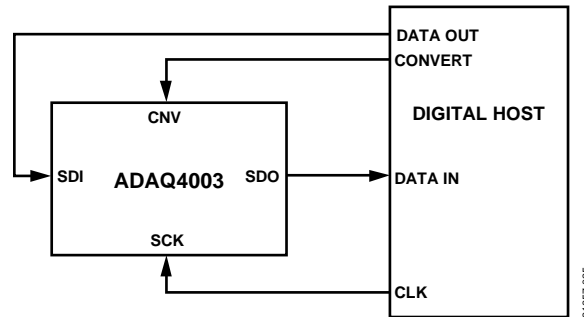 DATA OUT
CONVERT
CNV
DIGITAL HOST
SDI
ADAQ4003
SDO
DATA IN
SCK
CLK